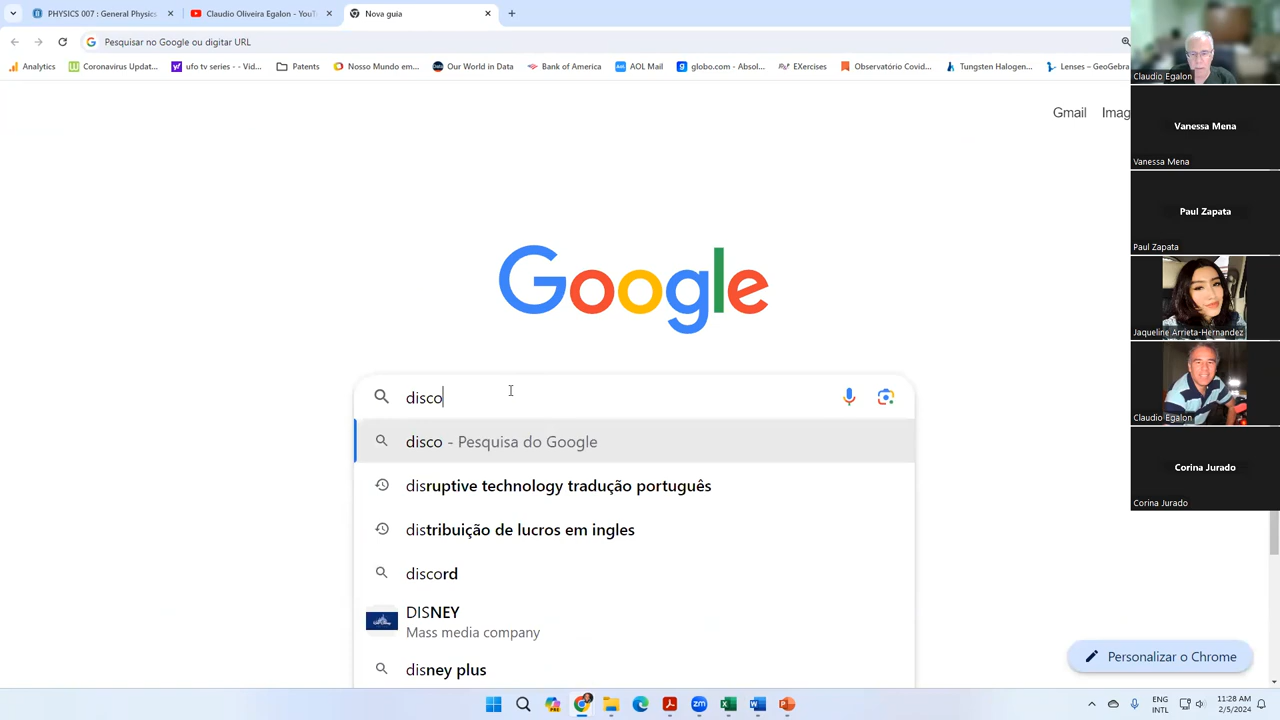 PHYSICS 007 : General Physics
Claudio Oliveira Egalon - YouT
Nova guia
Pesquisar no Google ou digitar URL
Analytics
Coronavirus Updat...
ufo tv series - - Vid...
Patents
Nosso Mundo em...
Our World in Data
Bank of America
AOL Mail
globo.com - Absol...
EXercises
Observatório Covid...
Tungsten Halogen...
Lenses – GeoGebra
Gmail
Imag
Google
disco
disco - Pesquisa do Google
disruptive technology tradução português
distribuição de lucros em ingles
discord
DISNEY
Mass media company
disney plus
Personalizar o Chrome
Claudio Egalon
Vanessa Mena
Vanessa Mena
Paul Zapata
Paul Zapata
Jaqueline Arrieta-Hernandez
Claudio Egalon
Corina Jurado
Corina Jurado
ENG
INTL
11:28 AM
2/5/2024